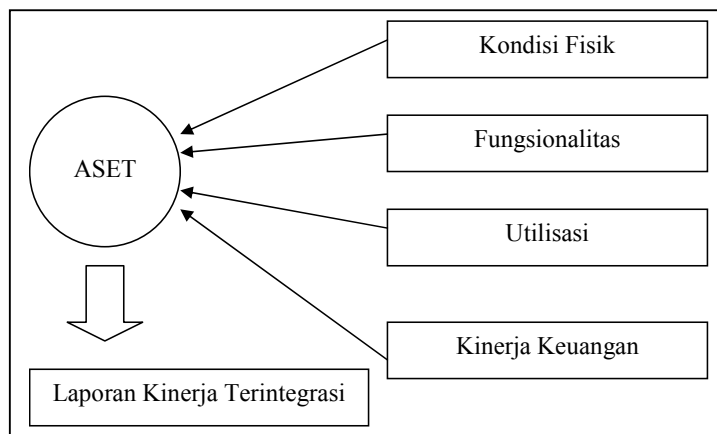 Kondisi Fisik
Fungsionalitas
ASET
Utilisasi
Kinerja Keuangan
Laporan Kinerja Terintegrasi